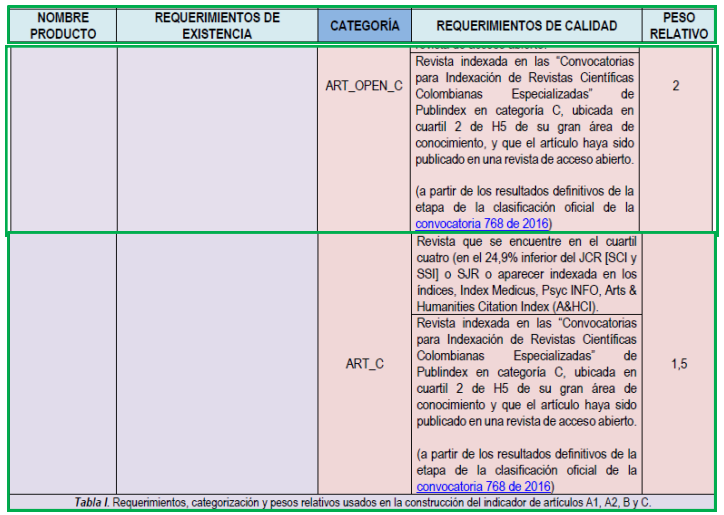 NOMBRE PRODUCTO
REQUERIMIENTOS DE EXISTENCIA
CATEGORÍA
REQUERIMIENTOS DE CALIDAD
PESO RELATIVO
revista de acceso abierto.
ART_OPEN_C
Revista indexada en las “Convocatorias
para Indexación de Revistas Científicas
Colombianas Especializadas” de
Publindex en categoría C, ubicada en
cuartil 2 de H5 de su gran área de
conocimiento, y que el artículo haya sido
publicado en una revista de acceso abierto.
(a partir de los resultados definitivos de la
etapa de la clasificación oficial de la
convocatoria 768 de 2016)
2
ART_C
Revista que se encuentre en el cuartil
cuatro (en el 24,9% inferior del JCR [SCI y
SSI] o SJR o aparecer indexada en los
índices, Index Medicus, Psyc INFO, Arts &
Humanities Citation Index (A&HCI).
Revista indexada en las “Convocatorias
para Indexación de Revistas Científicas
Colombianas Especializadas” de
Publindex en categoría C, ubicada en
cuartil 2 de H5 de su gran área de
conocimiento y que el artículo haya sido
publicado en una revista de acceso abierto.
(a partir de los resultados definitivos de la
etapa de la clasificación oficial de la
convocatoria 768 de 2016)
1,5
Tabla I. Requerimientos, categorización y pesos relativos usados en la construcción del indicador de artículos A1, A2, B y C.